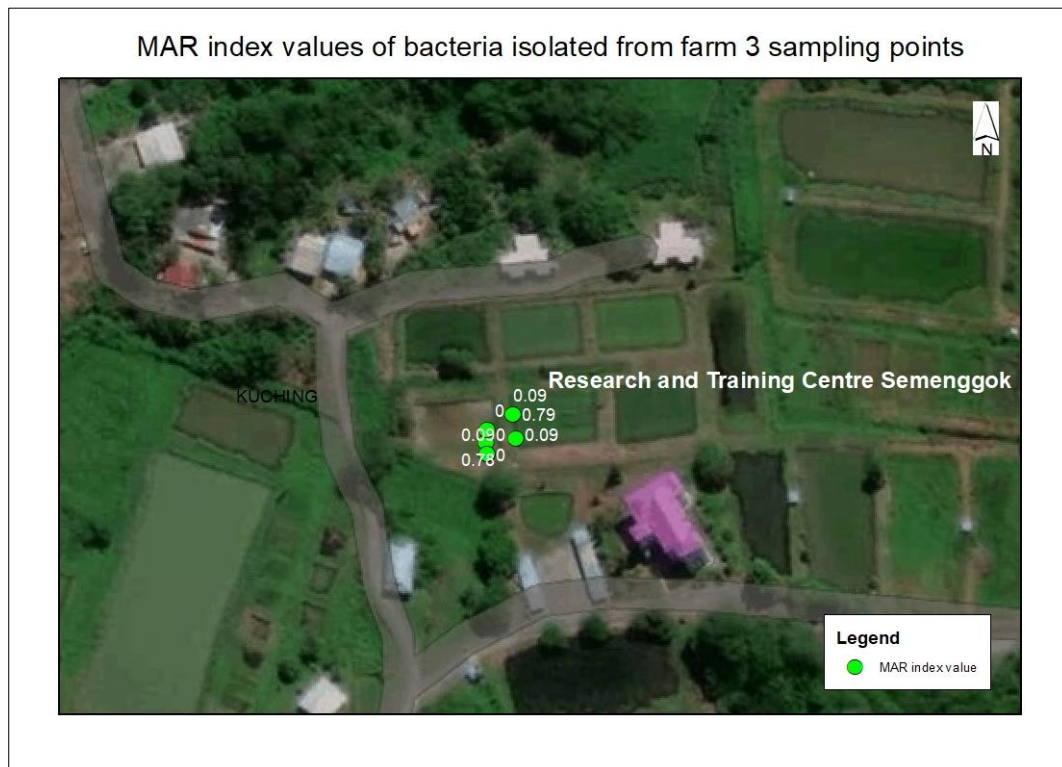 MAR index values of bacteria isolated from farm 3 sampling points
N
Research and Training Centre Semenggok
KUCHING
0.09
0
0.79
0.090
0.09
0.78
0
Legend
MAR index value